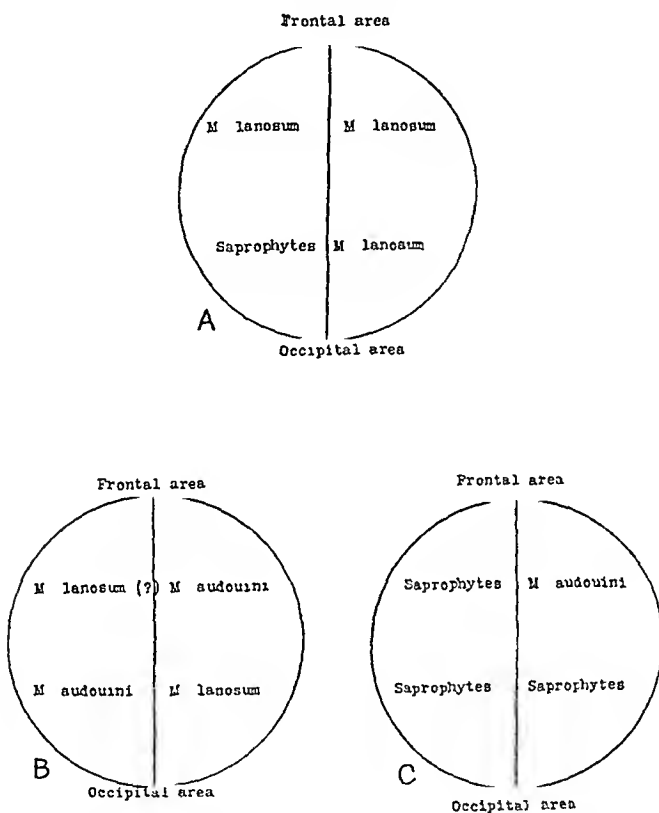 Frontal area
M lanosum M lanosum
Saprophytes M lanosum
A
Occipital area
Frontal area
M lanosum (?) M audouini
M audouini M lanosum
B
Occipital area
Frontal area
Saprophytes M audouini
Saprophytes Saprophytes
C
Occipital area